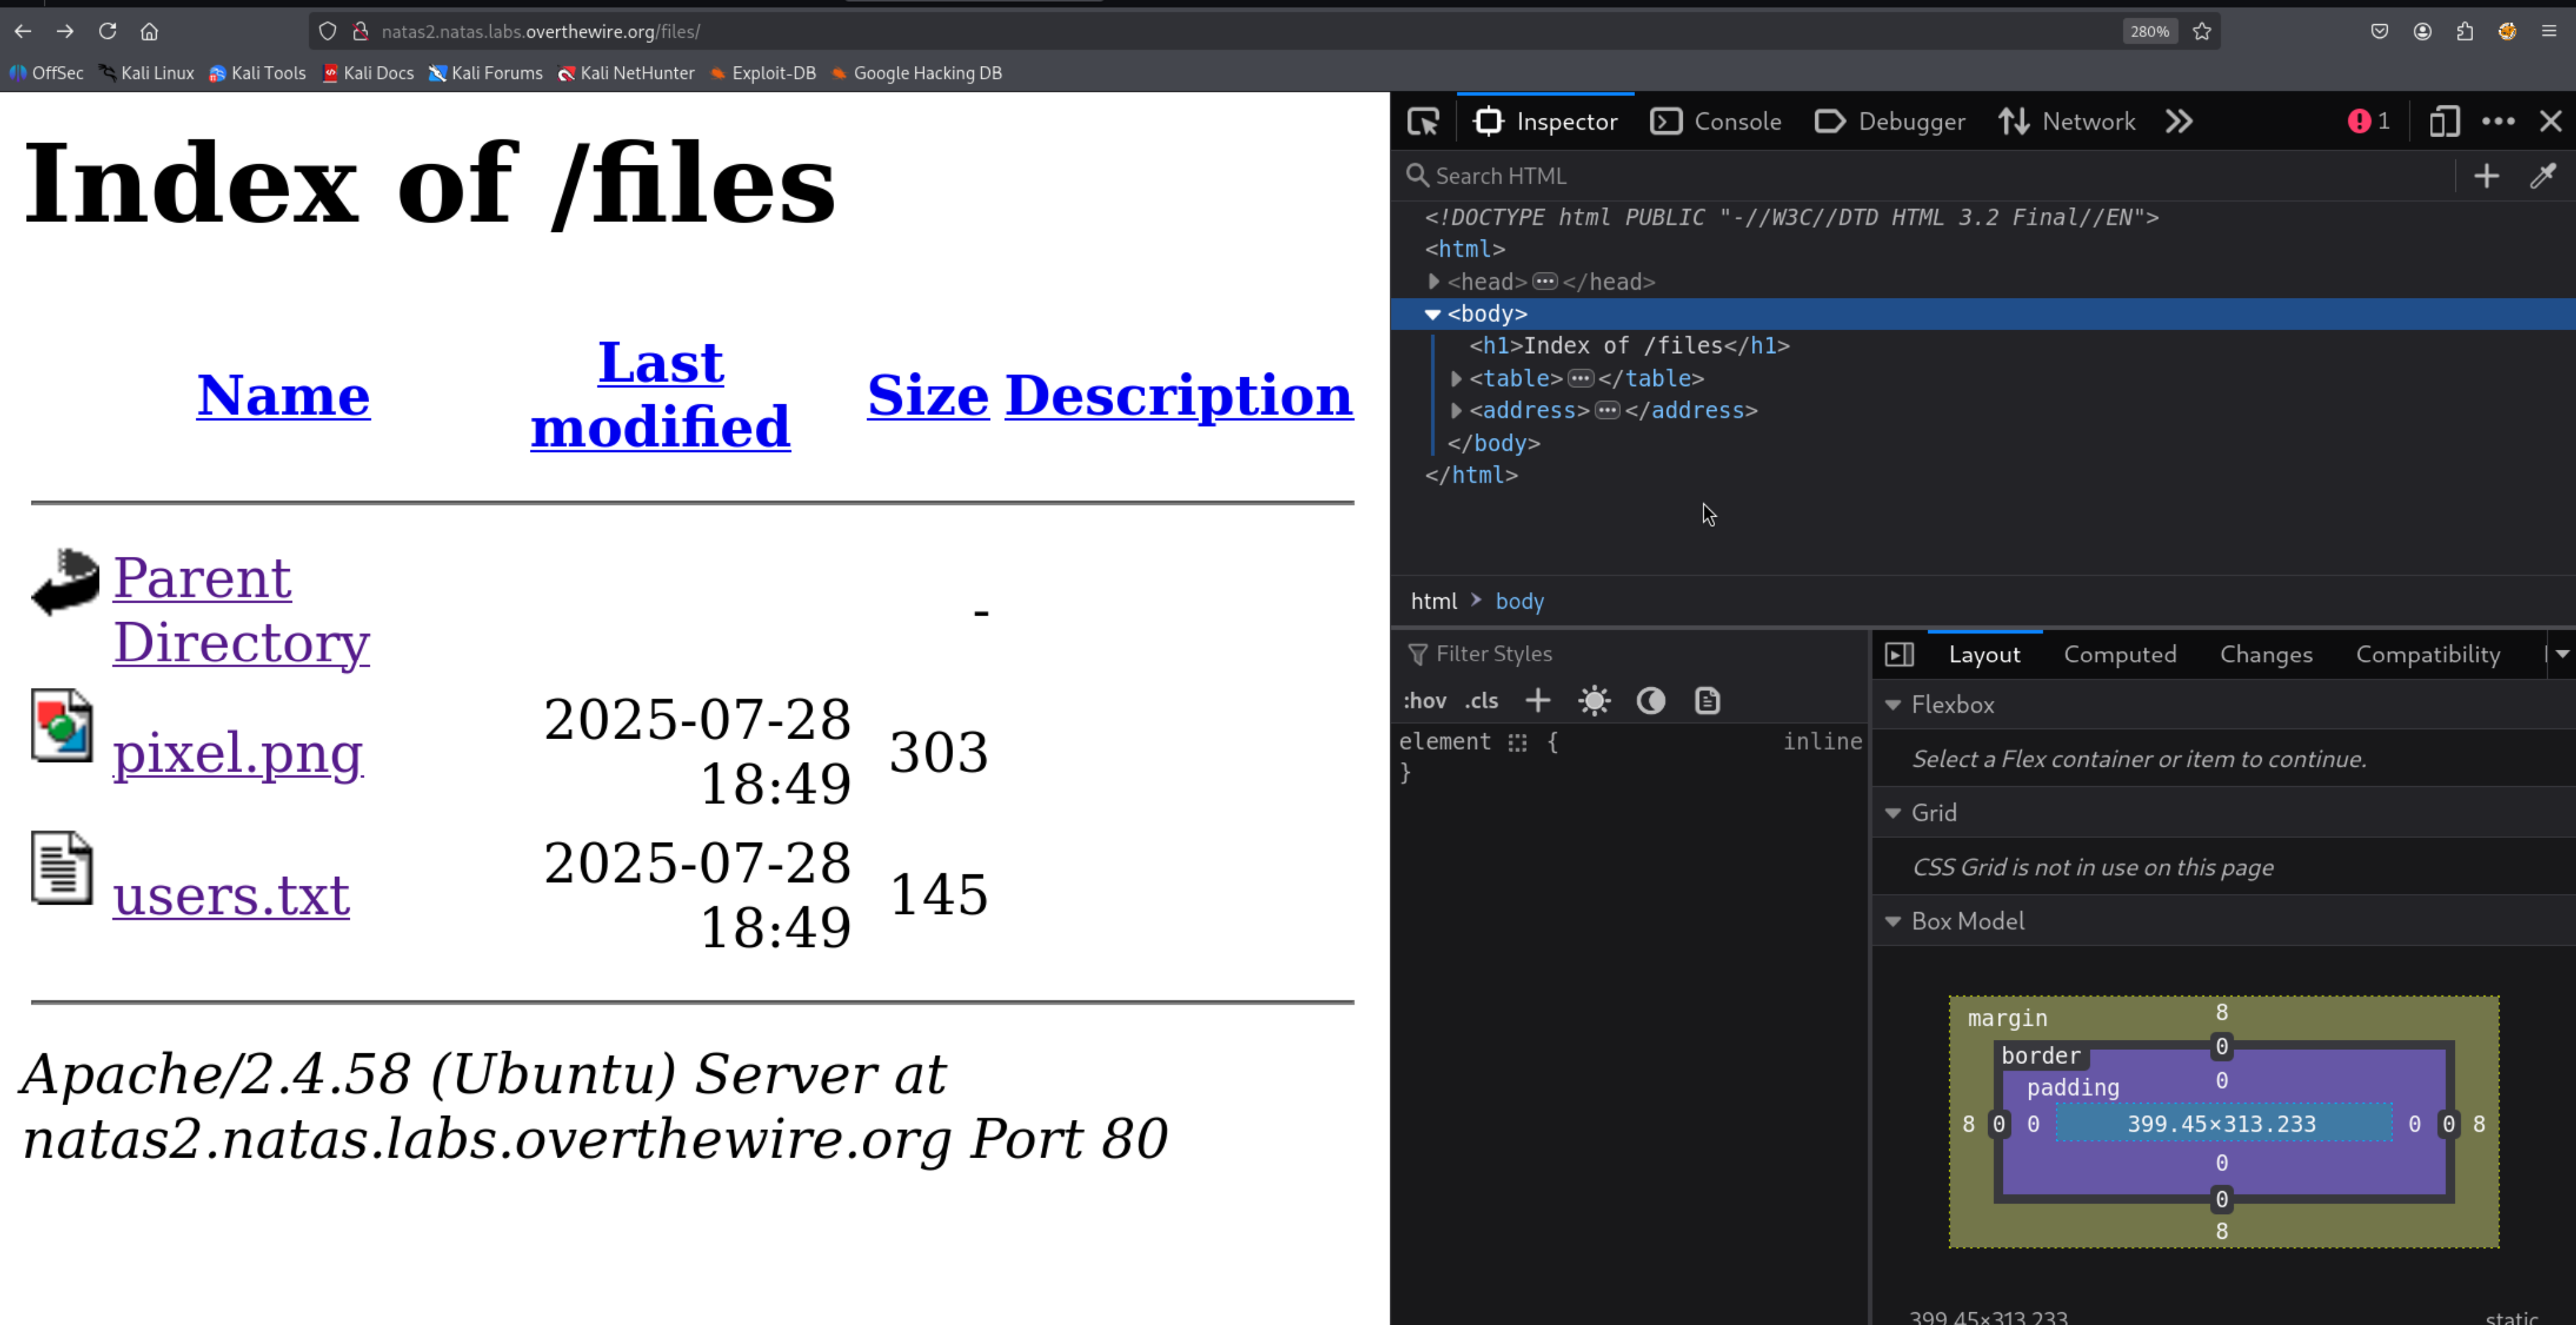 natas2.natas.labs.overthewire.org/files/
280%
OffSec Kali Linux Kali Tools Kali Docs Kali Forums Kali NetHunter Exploit-DB Google Hacking DB
Index of /files
Name Last modified Size Description
Parent Directory -
pixel.png 2025-07-28 18:49 303
users.txt 2025-07-28 18:49 145
Apache/2.4.58 (Ubuntu) Server at
natas2.natas.labs.overthewire.org Port 80
Inspector Console Debugger Network 1
Search HTML
<!DOCTYPE html PUBLIC "-//W3C//DTD HTML 3.2 Final//EN">
<html>
<head> </head>
<body>
<h1>Index of /files</h1>
<table> </table>
<address> </address>
</body>
</html>
html > body
Filter Styles
:hov .cls
element { inline
}
Layout Computed Changes Compatibility
Flexbox
Select a Flex container or item to continue.
Grid
CSS Grid is not in use on this page
Box Model
margin 8
border 0
padding 0
8 0 0 399.45×313.233 0 0 8
0
0
8
399.45×313.233 static